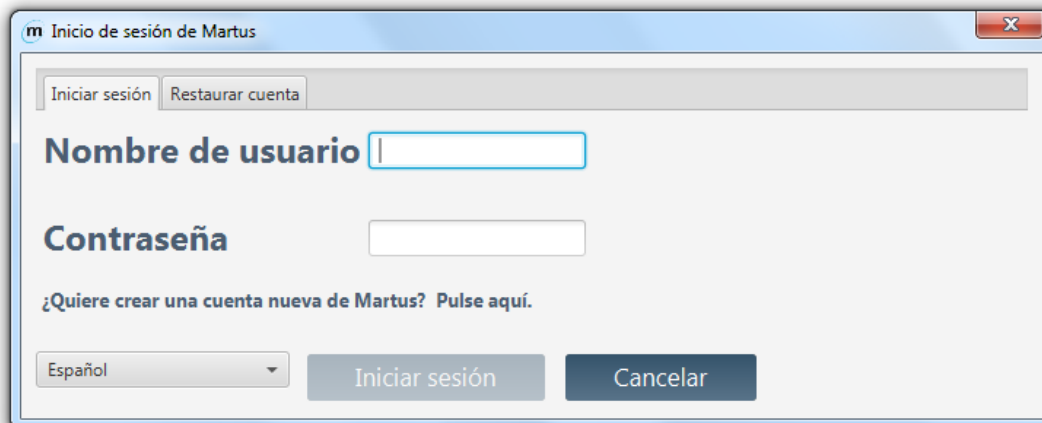 m Inicio de sesión de Martus
Iniciar sesión Restaurar cuenta
Nombre de usuario
Contraseña
¿Quiere crear una cuenta nueva de Martus? Pulse aquí.
Español Iniciar sesión Cancelar